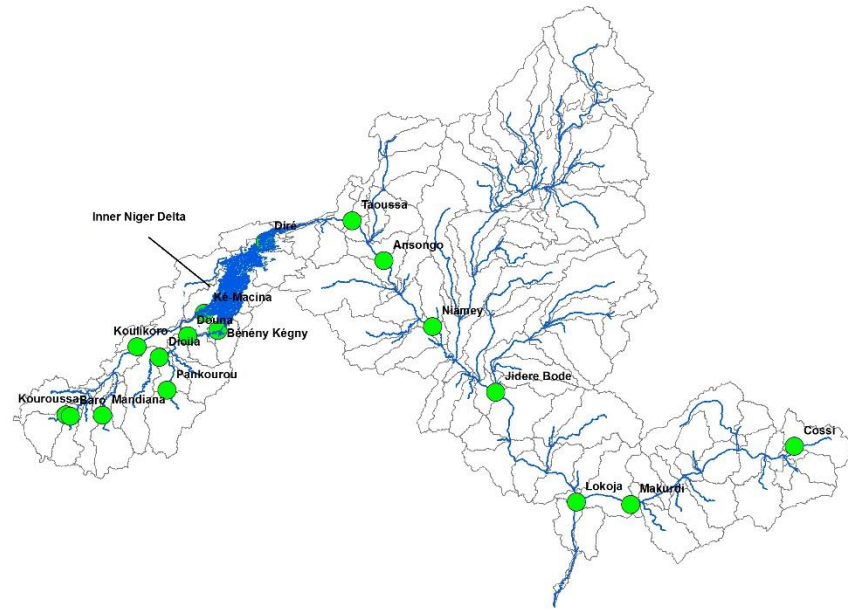 Taoussa
Inner Niger Delta
Diré
Ansongo
Ké-Macina
Niamey
Douna
Bénény Kégny
Koulikoro
Dioila
Pankourou
Jidere Bode
Kouroussa
Baro
Mandiana
Cossi
Lokoja
Makurdi